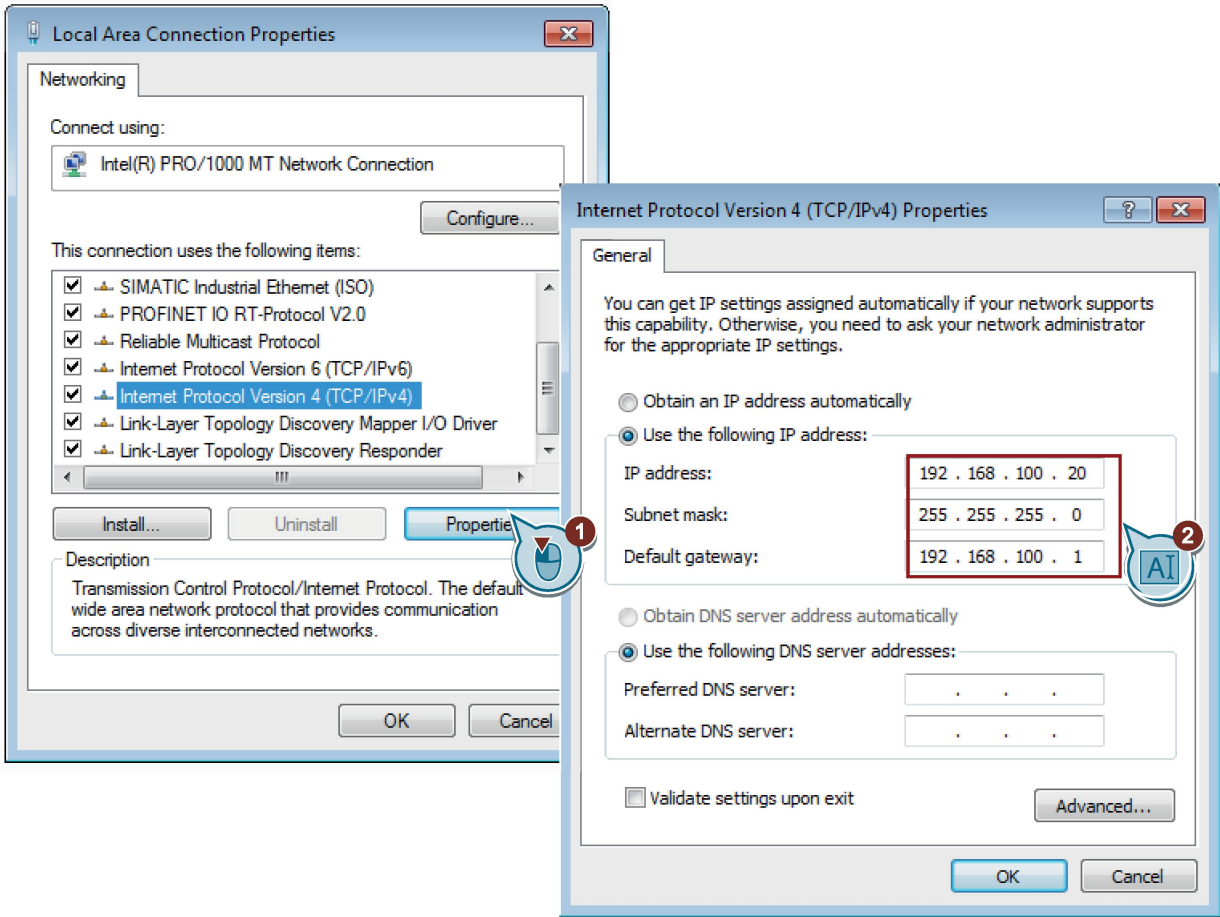 Local Area Connection Properties
Networking
Connect using:
Intel(R) PRO/1000 MT Network Connection
Configure...
This connection uses the following items:
SIMATIC Industrial Ethernet (ISO)
PROFINET IO RT-Protocol V2.0
Reliable Multicast Protocol
Internet Protocol Version 6 (TCP/IPv6)
Internet Protocol Version 4 (TCP/IPv4)
Link-Layer Topology Discovery Mapper I/O Driver
Link-Layer Topology Discovery Responder
Install...
Uninstall
Propertie
1
Description
Transmission Control Protocol/Internet Protocol. The default
wide area network protocol that provides communication
across diverse interconnected networks.
OK
Cancel
Internet Protocol Version 4 (TCP/IPv4) Properties
General
You can get IP settings assigned automatically if your network supports
this capability. Otherwise, you need to ask your network administrator
for the appropriate IP settings.
Obtain an IP address automatically
Use the following IP address:
IP address: 192 . 168 . 100 . 20
Subnet mask: 255 . 255 . 255 . 0
Default gateway: 192 . 168 . 100 . 1
2
A
Obtain DNS server address automatically
Use the following DNS server addresses:
Preferred DNS server: . . .
Alternate DNS server: . . .
Validate settings upon exit
Advanced...
OK
Cancel